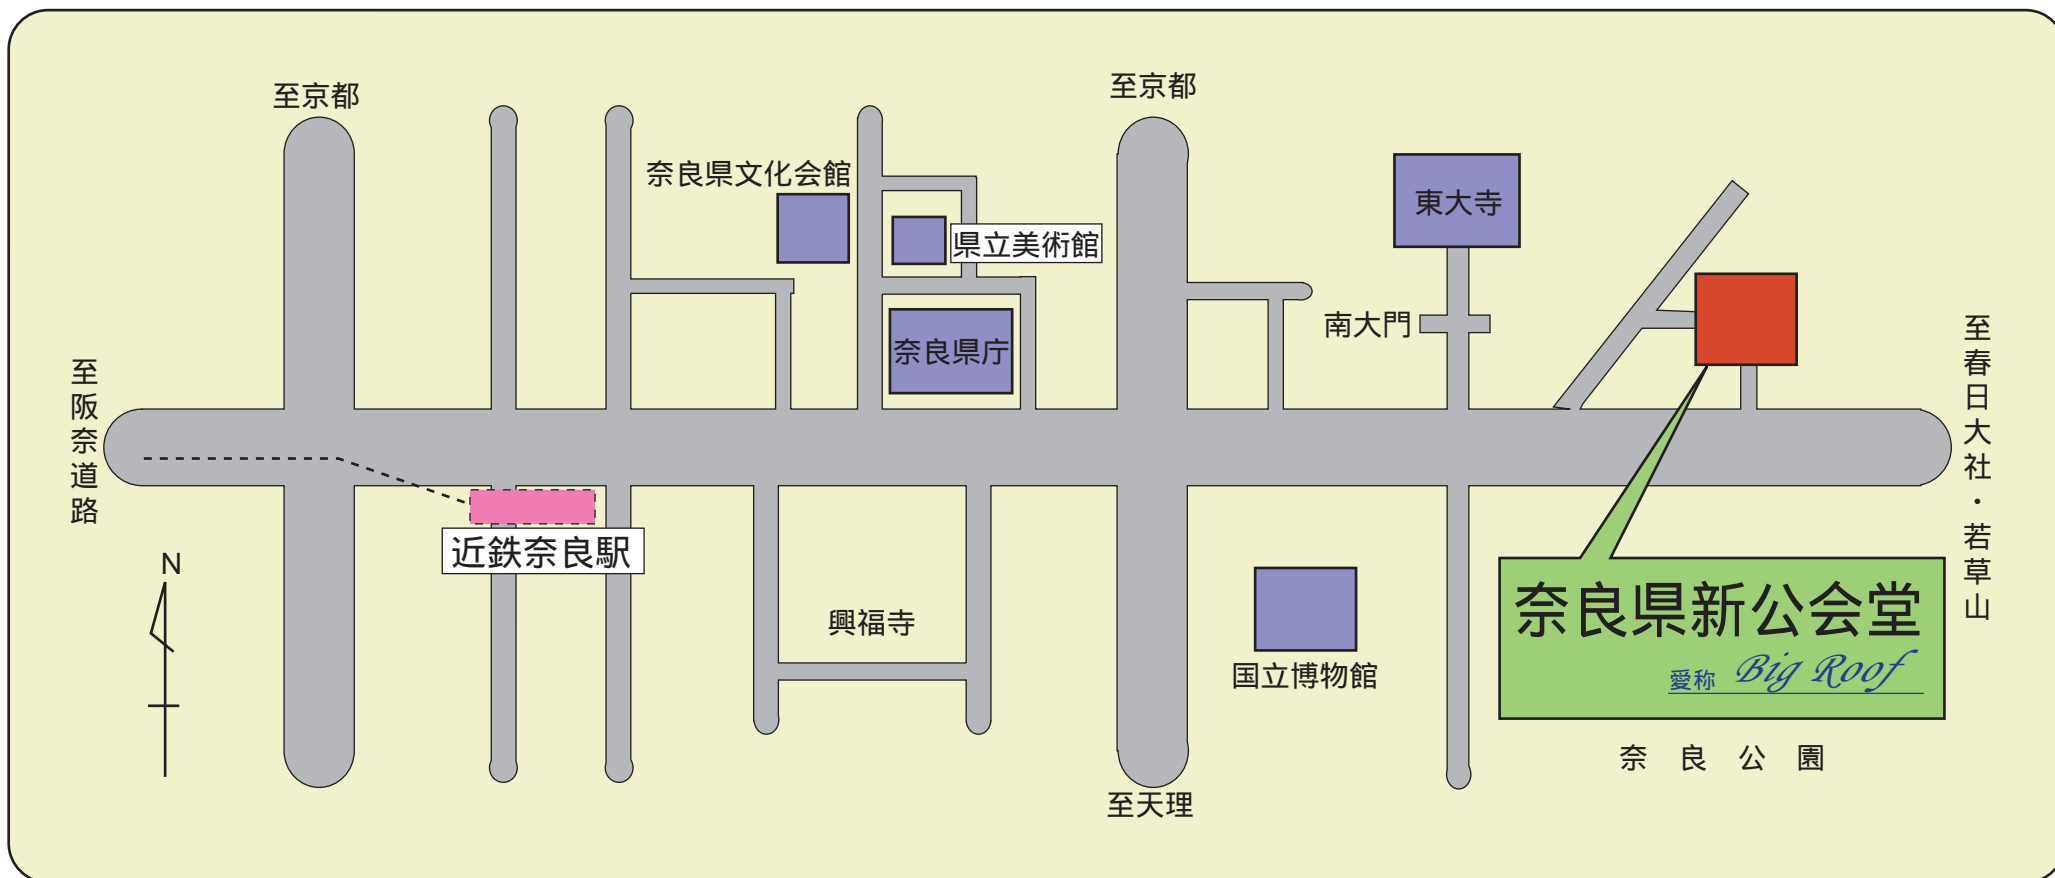 至京都
至京都
奈良県文化会館
東大寺
県立美術館
南大門
奈良県庁
至阪奈道路
至春日大社・若草山
近鉄奈良駅
N
興福寺
奈良県新公会堂
国立博物館
愛称 Big Roof
奈良公園
至天理